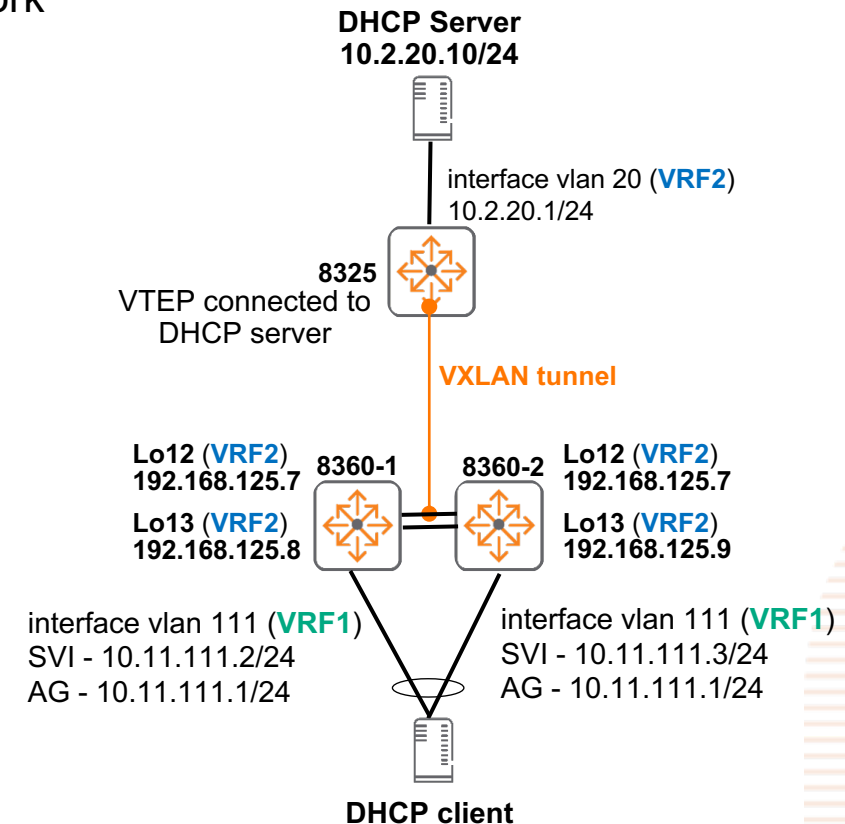 DHCP Server
10.2.20.10/24
interface vlan 20 (VRF2)
10.2.20.1/24
8325
VTEP connected to
DHCP server
VXLAN tunnel
Lo12 (VRF2)
192.168.125.7
8360-1
8360-2
Lo12 (VRF2)
192.168.125.7
Lo13 (VRF2)
192.168.125.8
Lo13 (VRF2)
192.168.125.9
interface vlan 111 (VRF1)
SVI - 10.11.111.2/24
AG - 10.11.111.1/24
interface vlan 111 (VRF1)
SVI - 10.11.111.3/24
AG - 10.11.111.1/24
DHCP client